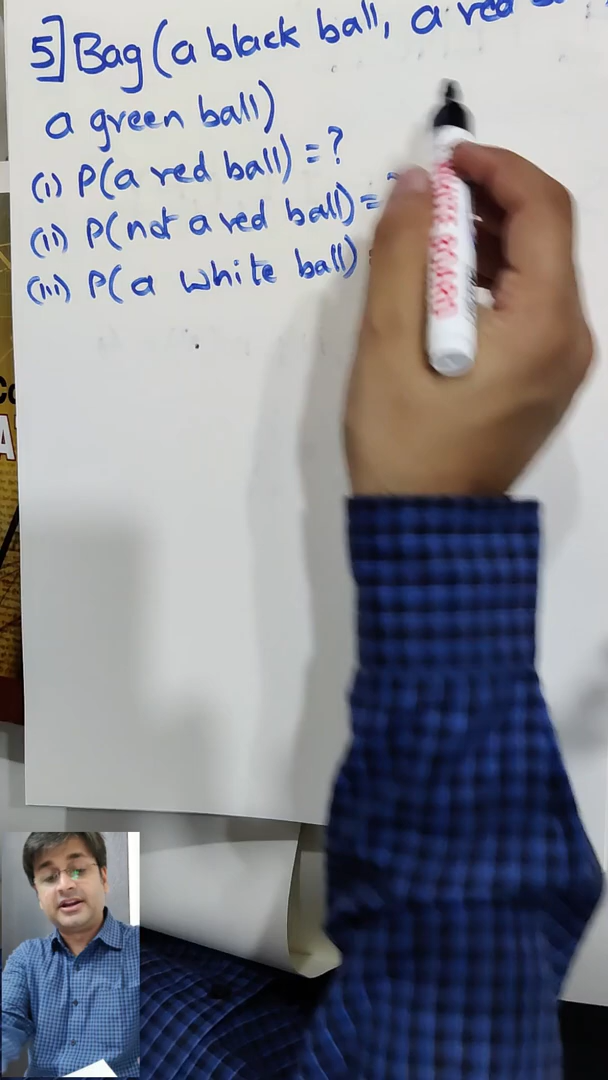 5] Bag (a black ball, a red
a green ball)
(i) P(a red ball) = ?
(ii) P(not a red ball) =
(iii) P(a white ball)